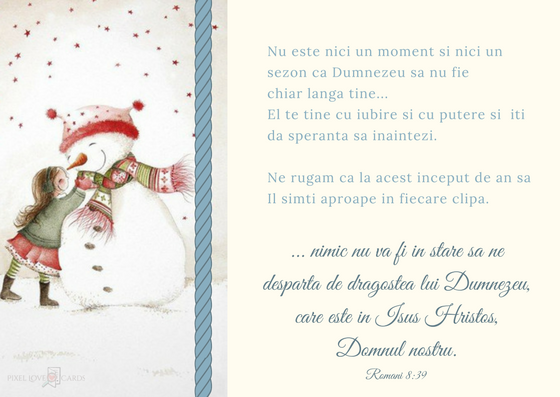 Nu este nici un moment si nici un
sezon ca Dumnezeu sa nu fie
chiar langa tine...
El te tine cu iubire si cu putere si iti
da speranta sa inaintezi.
Ne rugam ca la acest inceput de an sa
Il simti aproape in fiecare clipa.
... nimic nu va fi in stare sa ne
desparta de dragostea lui Dumnezeu,
care este in Isus Hristos,
Domnul nostru.
Romani 8:39
PIXEL LOVE CARDS